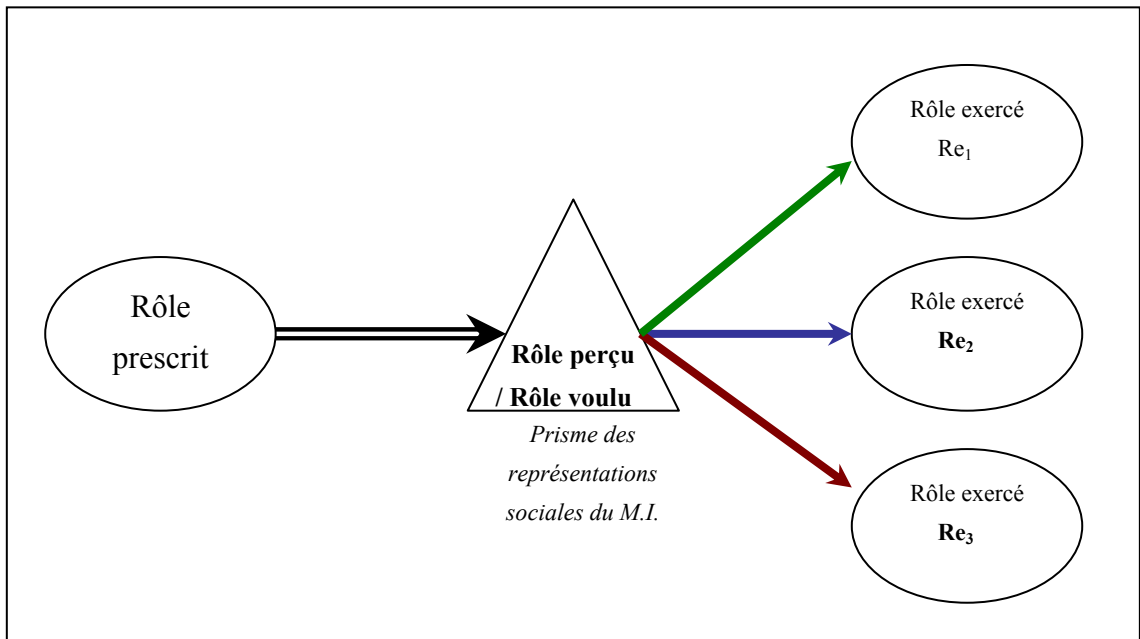 Rôle
prescrit
Rôle perçu
/ Rôle voulu
Prisme des
représentations
sociales du M.I.
Rôle exercé
Re1
Rôle exercé
Re2
Rôle exercé
Re3